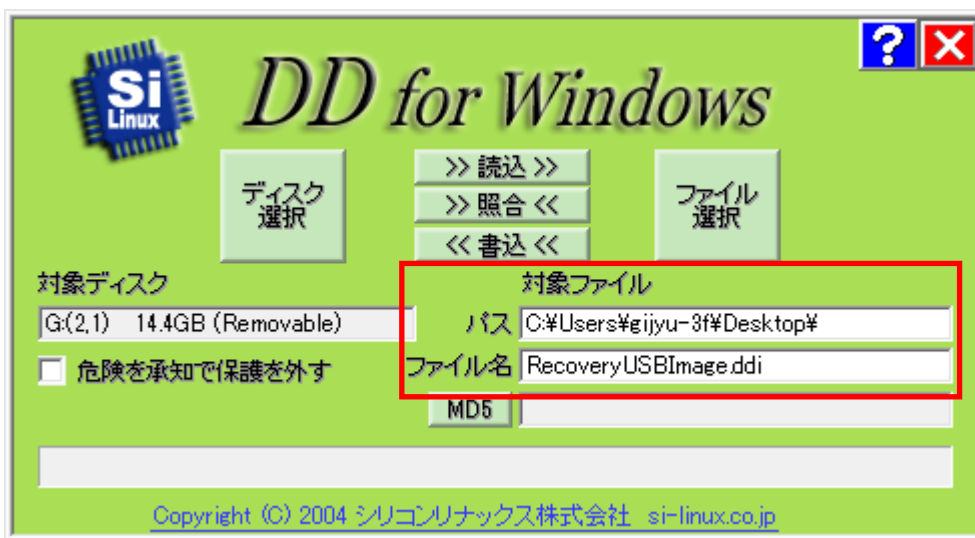 Si
Linux
DD for Windows
?
ディスク
選択
>> 読込 >>
>> 照合 <<
<< 書込 <<
ファイル
選択
対象ディスク
対象ファイル
G:(2,1) 14.4GB (Removable)
パス C:¥Users¥gijyu-3f¥Desktop¥
危険を承知で保護を外す
ファイル名 RecoveryUSBImage.ddi
MD5
Copyright (C) 2004 シリコンリナックス株式会社 si-linux.co.jp